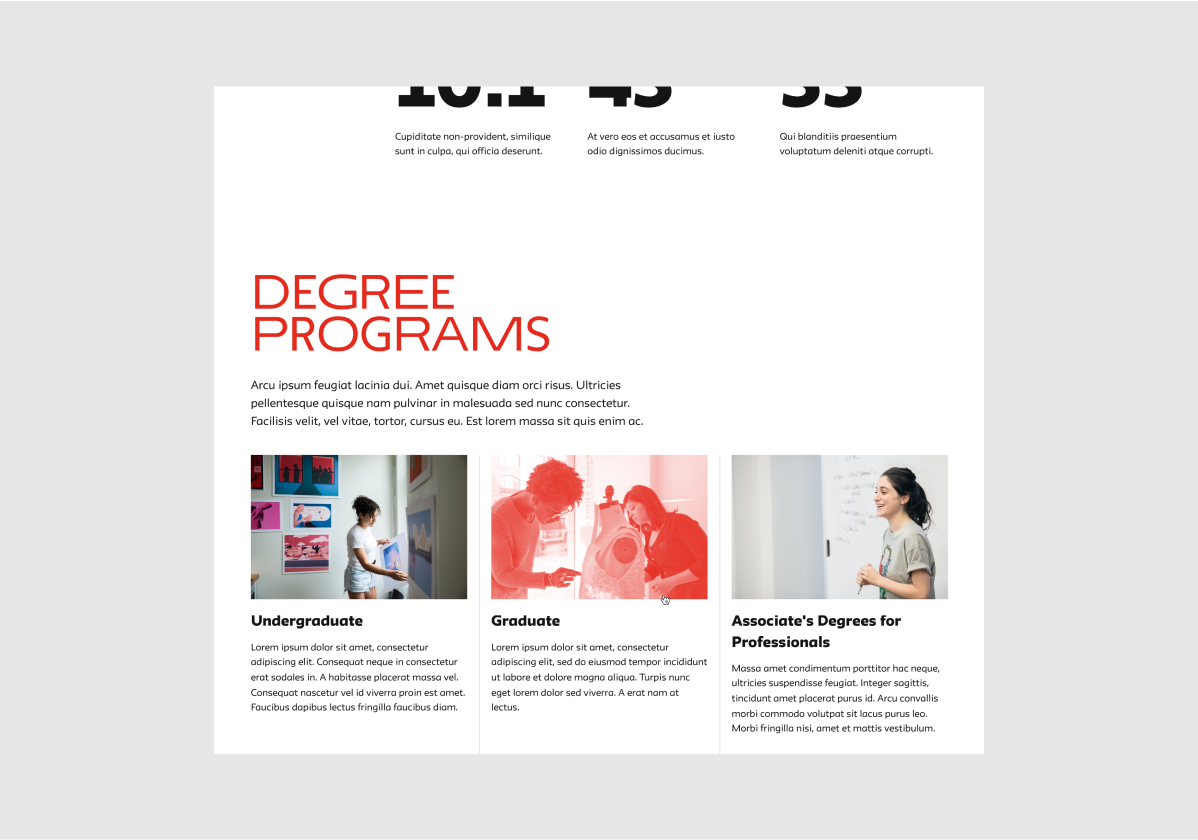 10.1 45 35
Cupiditate non-provident, similique
sunt in culpa, qui officia deserunt.
At vero eos et accusamus et iusto
odio dignissimos ducimus.
Qui blanditiis praesentium
voluptatum deleniti atque corrupti.
DEGREE
PROGRAMS
Arcu ipsum feugiat lacinia dui. Amet quisque diam orci risus. Ultricies
pellentesque quisque nam pulvinar in malesuada sed nunc consectetur.
Facilisis velit, vel vitae, tortor, cursus eu. Est lorem massa sit quis enim ac.
Undergraduate
Lorem ipsum dolor sit amet, consectetur
adipiscing elit. Consequat neque in consectetur
erat sodales in. A habitasse placerat massa vel.
Consequat nascetur vel id viverra proin est amet.
Faucibus dapibus lectus fringilla faucibus diam.
Graduate
Lorem ipsum dolor sit amet, consectetur
adipiscing elit, sed do eiusmod tempor incididunt
ut labore et dolore magna aliqua. Turpis nunc
eget lorem dolor sed viverra. A erat nam at
lectus.
Associate's Degrees for
Professionals
Massa amet condimentum porttitor hac neque,
ultricies suspendisse feugiat. Integer sagittis,
tincidunt amet placerat purus id. Arcu convallis
morbi commodo volutpat sit lacus purus leo.
Morbi fringilla nisi, amet et mattis vestibulum.